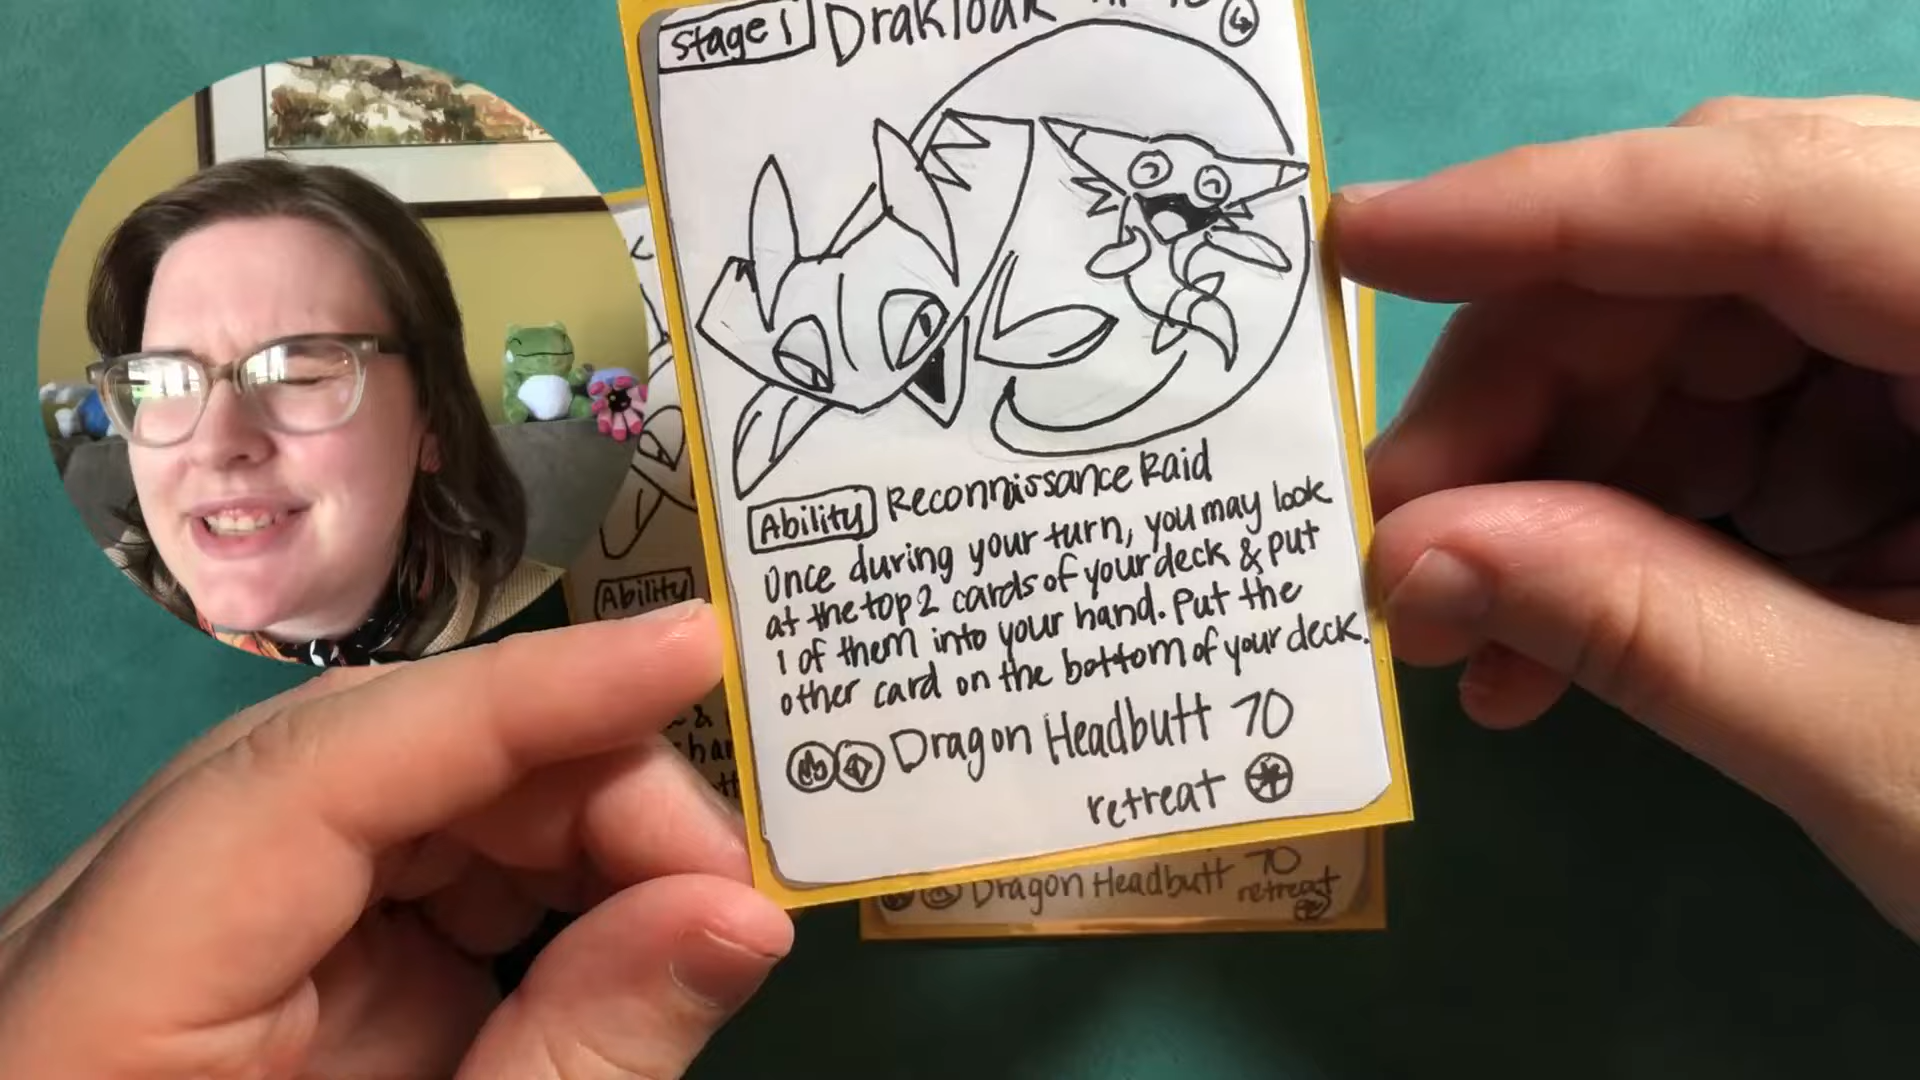 Stage 1 Drakloak
Ability Reconnaissance Raid
Once during your turn, you may look
at the top 2 cards of your deck & put
1 of them into your hand. Put the
other card on the bottom of your deck.
Dragon Headbutt 70
retreat
Ability
Dragon Headbutt 70
retreat